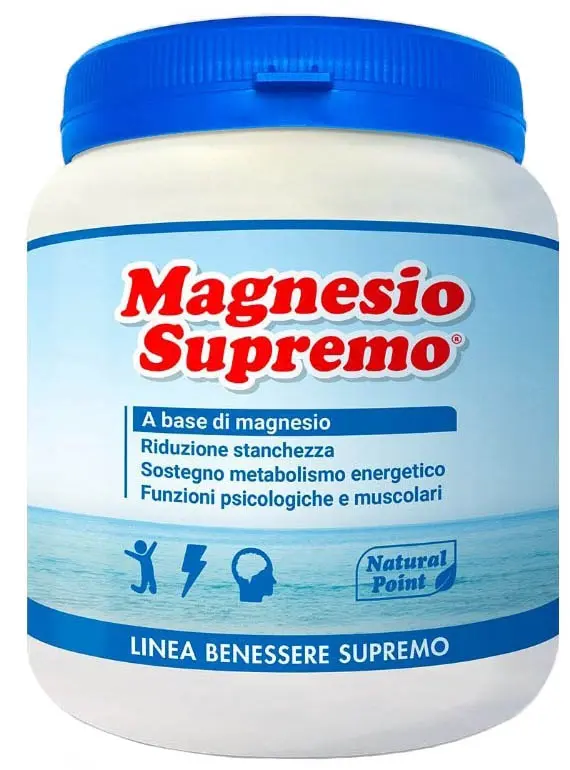 Magnesio
Supremo®
A base di magnesio
Riduzione stanchezza
Sostegno metabolismo energetico
Funzioni psicologiche e muscolari
Natural
Point
LINEA BENESSERE SUPREMO